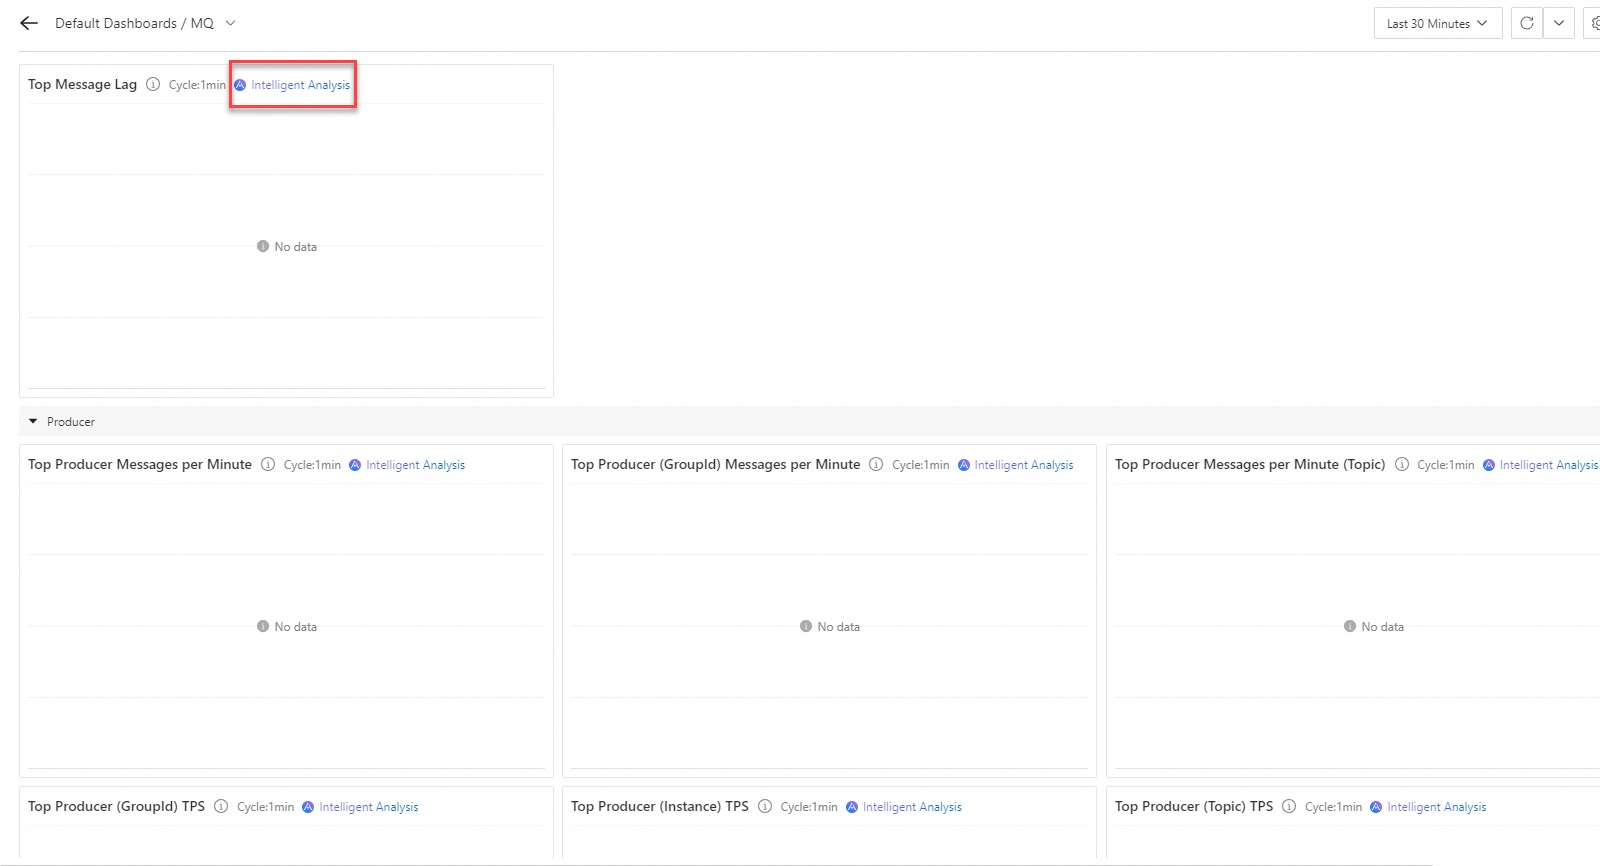 Default Dashboards / MQ
Last 30 Minutes
Top Message Lag Cycle:1min Intelligent Analysis
No data
Producer
Top Producer Messages per Minute Cycle:1min Intelligent Analysis
Top Producer (GroupId) Messages per Minute Cycle:1min Intelligent Analysis
Top Producer Messages per Minute (Topic) Cycle:1min Intelligent Analysis
No data
No data
No data
Top Producer (GroupId) TPS Cycle:1min Intelligent Analysis
Top Producer (Instance) TPS Cycle:1min Intelligent Analysis
Top Producer (Topic) TPS Cycle:1min Intelligent Analysis